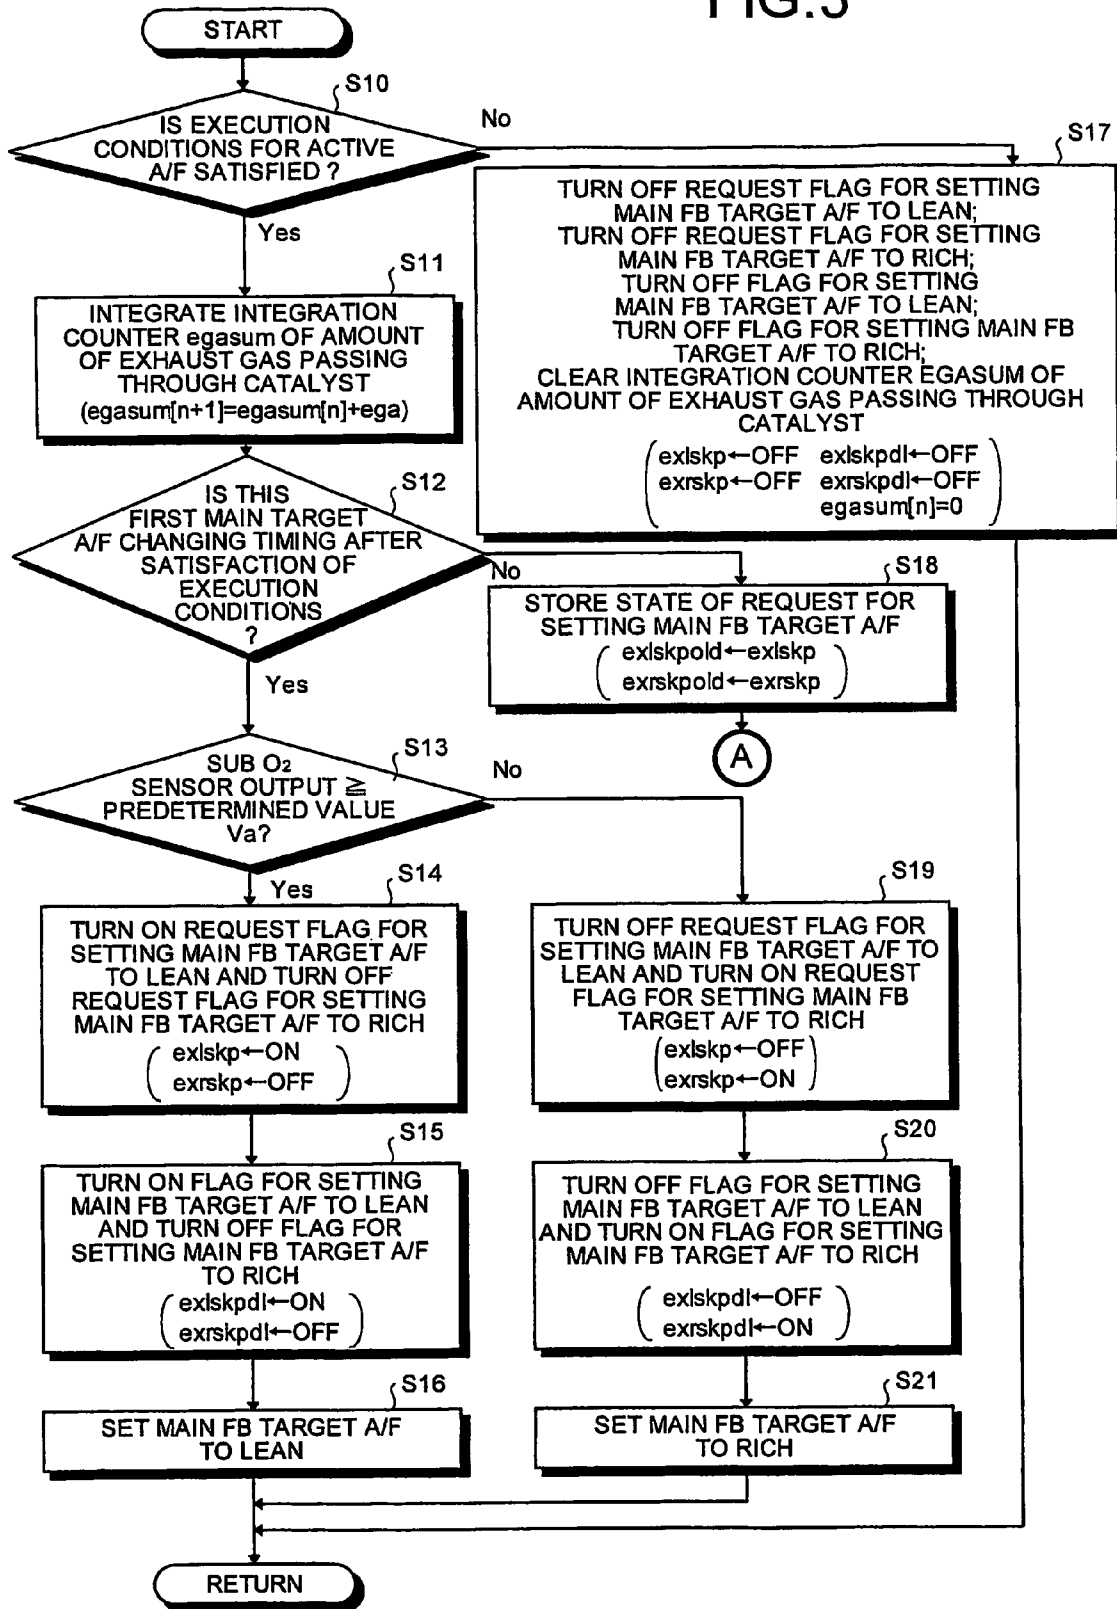 FIG.5
START
S10
IS EXECUTION
CONDITIONS FOR ACTIVE
A/F SATISFIED ?
No
Yes
S17
TURN OFF REQUEST FLAG FOR SETTING
MAIN FB TARGET A/F TO LEAN;
TURN OFF REQUEST FLAG FOR SETTING
MAIN FB TARGET A/F TO RICH;
TURN OFF FLAG FOR SETTING
MAIN FB TARGET A/F TO LEAN;
TURN OFF FLAG FOR SETTING MAIN FB
TARGET A/F TO RICH;
CLEAR INTEGRATION COUNTER EGASUM OF
AMOUNT OF EXHAUST GAS PASSING THROUGH
CATALYST
exlskp←OFF exlskpdl←OFF
exrskp←OFF exrskpdl←OFF
egasum[n]=0
S11
INTEGRATE INTEGRATION
COUNTER egasum OF AMOUNT
OF EXHAUST GAS PASSING
THROUGH CATALYST
(egasum[n+1]=egasum[n]+ega)
S12
IS THIS
FIRST MAIN TARGET
A/F CHANGING TIMING AFTER
SATISFACTION OF
EXECUTION
CONDITIONS
?
No
Yes
S18
STORE STATE OF REQUEST FOR
SETTING MAIN FB TARGET A/F
exlskpold←exlskp
exrskpold←exrskp
A
S13
SUB O2
SENSOR OUTPUT ≧
PREDETERMINED VALUE
Va?
No
Yes
S14
TURN ON REQUEST FLAG FOR
SETTING MAIN FB TARGET A/F
TO LEAN AND TURN OFF
REQUEST FLAG FOR SETTING
MAIN FB TARGET A/F TO RICH
exlskp←ON
exrskp←OFF
S19
TURN OFF REQUEST FLAG FOR
SETTING MAIN FB TARGET A/F TO
LEAN AND TURN ON REQUEST
FLAG FOR SETTING MAIN FB
TARGET A/F TO RICH
exlskp←OFF
exrskp←ON
S15
TURN ON FLAG FOR SETTING
MAIN FB TARGET A/F TO LEAN
AND TURN OFF FLAG FOR
SETTING MAIN FB TARGET A/F
TO RICH
exlskpdl←ON
exrskpdl←OFF
S20
TURN OFF FLAG FOR SETTING
MAIN FB TARGET A/F TO LEAN
AND TURN ON FLAG FOR SETTING
MAIN FB TARGET A/F TO RICH
exlskpdl←OFF
exrskpdl←ON
S16
SET MAIN FB TARGET A/F
TO LEAN
S21
SET MAIN FB TARGET A/F
TO RICH
RETURN